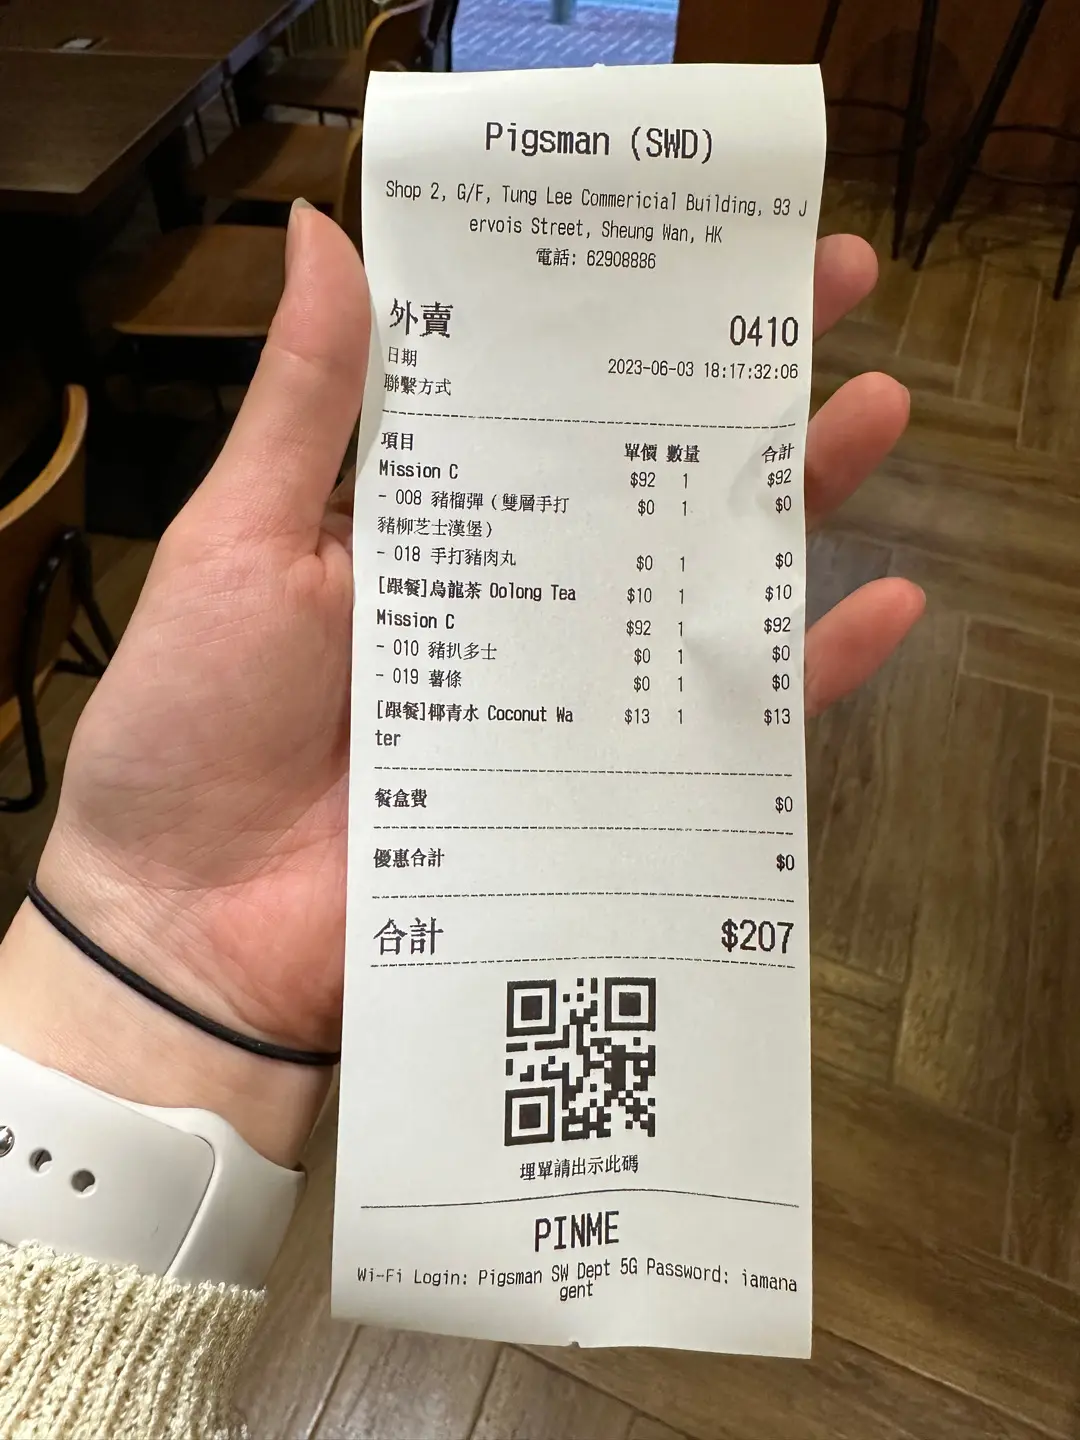 Pigsman (SWD)
Shop 2, G/F, Tung Lee Commericial Building, 93 J
ervois Street, Sheung Wan, HK
電話: 62908886
外賣 0410
日期 2023-06-03 18:17:32:06
聯繫方式
項目 單價 數量 合計
Mission C $92 1 $92
- 008 豬榴彈（雙層手打 $0 1 $0
豬柳芝士漢堡）
- 018 手打豬肉丸 $0 1 $0
[跟餐]烏龍茶 Oolong Tea $10 1 $10
Mission C $92 1 $92
- 010 豬扒多士 $0 1 $0
- 019 薯條 $0 1 $0
[跟餐]椰青水 Coconut Wa $13 1 $13
ter
餐盒費 $0
優惠合計 $0
合計 $207
埋單請出示此碼
PINME
Wi-Fi Login: Pigsman SW Dept 5G Password: iamana
gent